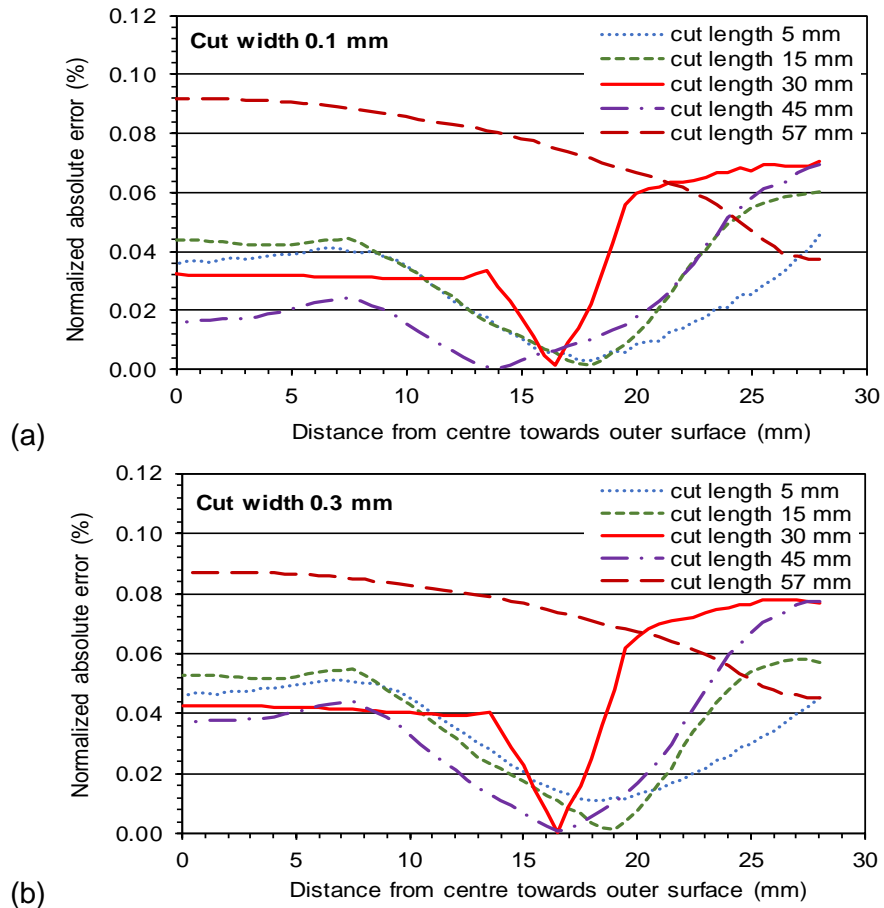 0.12
Cut width 0.1 mm
cut length 5 mm
cut length 15 mm
cut length 30 mm
cut length 45 mm
cut length 57 mm
0.10
0.08
0.06
0.04
0.02
0.00
Normalized absolute error (%)
0 5 10 15 20 25 30
(a)
Distance from centre towards outer surface (mm)
0.12
Cut width 0.3 mm
cut length 5 mm
cut length 15 mm
cut length 30 mm
cut length 45 mm
cut length 57 mm
0.10
0.08
0.06
0.04
0.02
0.00
Normalized absolute error (%)
0 5 10 15 20 25 30
(b)
Distance from centre towards outer surface (mm)